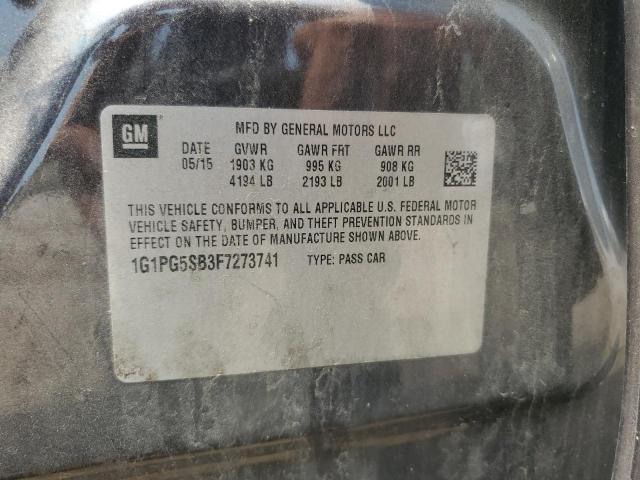 GM
MFD BY GENERAL MOTORS LLC
DATE GVWR GAWR FRT GAWR RR
05/15 1903 KG 995 KG 908 KG
4194 LB 2193 LB 2001 LB
THIS VEHICLE CONFORMS TO ALL APPLICABLE U.S. FEDERAL MOTOR
VEHICLE SAFETY, BUMPER, AND THEFT PREVENTION STANDARDS IN
EFFECT ON THE DATE OF MANUFACTURE SHOWN ABOVE.
1G1PG5SB3F7273741 TYPE: PASS CAR